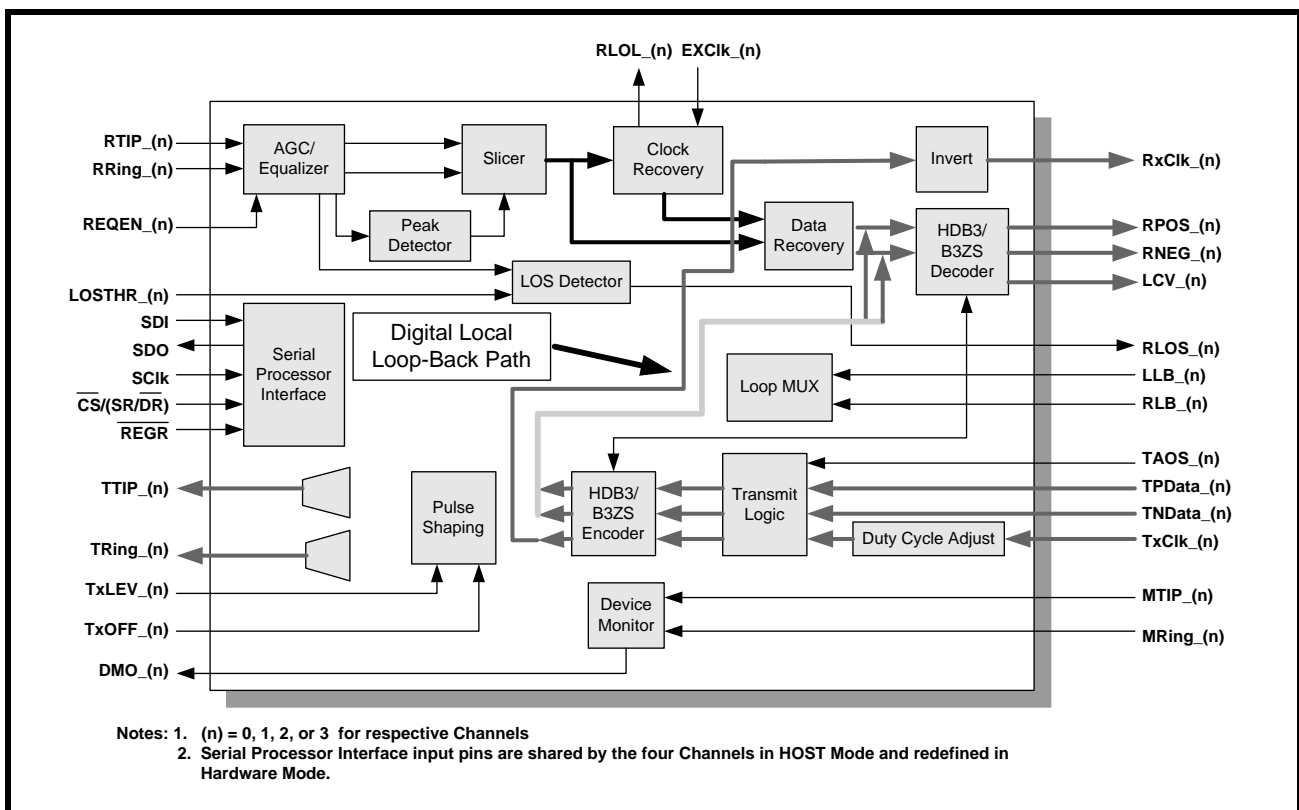 RLOL_(n) EXClk_(n)
RTIP_(n)
RRing_(n)
REQEN_(n)
LOSTHR_(n)
SDI
SDO
SClk
CS/(SR/DR)
REGR
TTIP_(n)
TRing_(n)
TxLEV_(n)
TxOFF_(n)
DMO_(n)
AGC/
Equalizer
Slicer
Clock
Recovery
Invert
Peak
Detector
Data
Recovery
HDB3/
B3ZS
Decoder
LOS Detector
Serial
Processor
Interface
Digital Local
Loop-Back Path
Loop MUX
Pulse
Shaping
HDB3/
B3ZS
Encoder
Transmit
Logic
Duty Cycle Adjust
Device
Monitor
RxClk_(n)
RPOS_(n)
RNEG_(n)
LCV_(n)
RLOS_(n)
LLB_(n)
RLB_(n)
TAOS_(n)
TPData_(n)
TNData_(n)
TxClk_(n)
MTIP_(n)
MRing_(n)
Notes: 1. (n) = 0, 1, 2, or 3 for respective Channels
2. Serial Processor Interface input pins are shared by the four Channels in HOST Mode and redefined in
Hardware Mode.